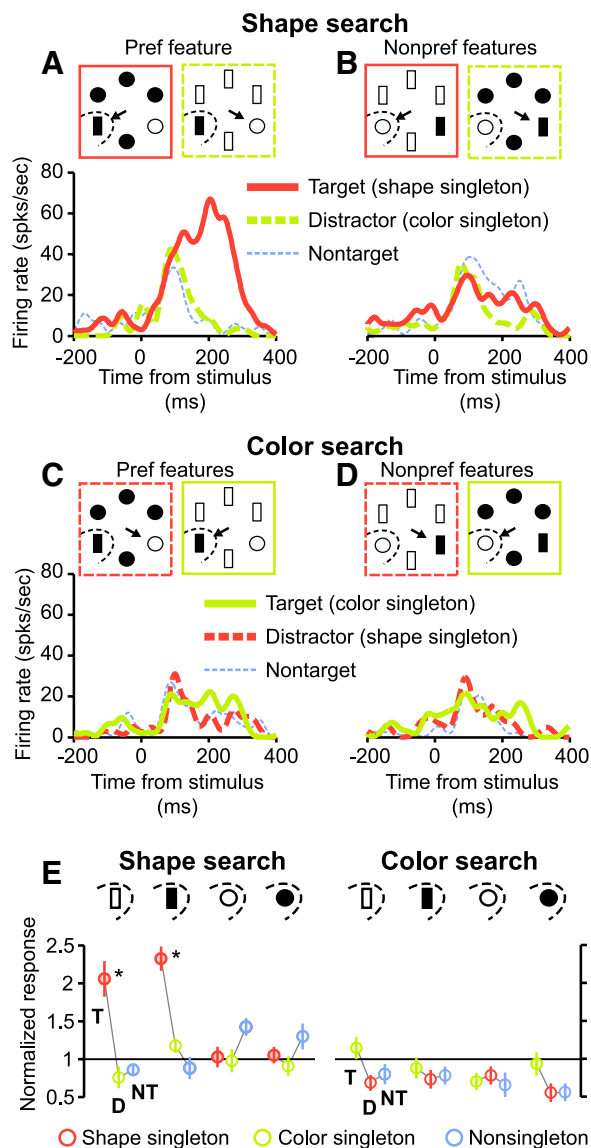 Shape search
A Pref feature
B Nonpref features
80
60
40
20
0
Firing rate (spks/sec)
Target (shape singleton)
Distractor (color singleton)
Nontarget
-200 0 200 400
Time from stimulus
(ms)
-200 0 200 400
Time from stimulus
(ms)
Color search
C Pref features
D Nonpref features
80
60
40
20
0
Firing rate (spks/sec)
Target (color singleton)
Distractor (shape singleton)
Nontarget
-200 0 200 400
Time from stimulus
(ms)
-200 0 200 400
Time from stimulus
(ms)
E Shape search
Color search
Normalized response
2.5
2
1.5
1
0.5
* *
T
D
NT
T
D
NT
Shape singleton
Color singleton
Nonsingleton